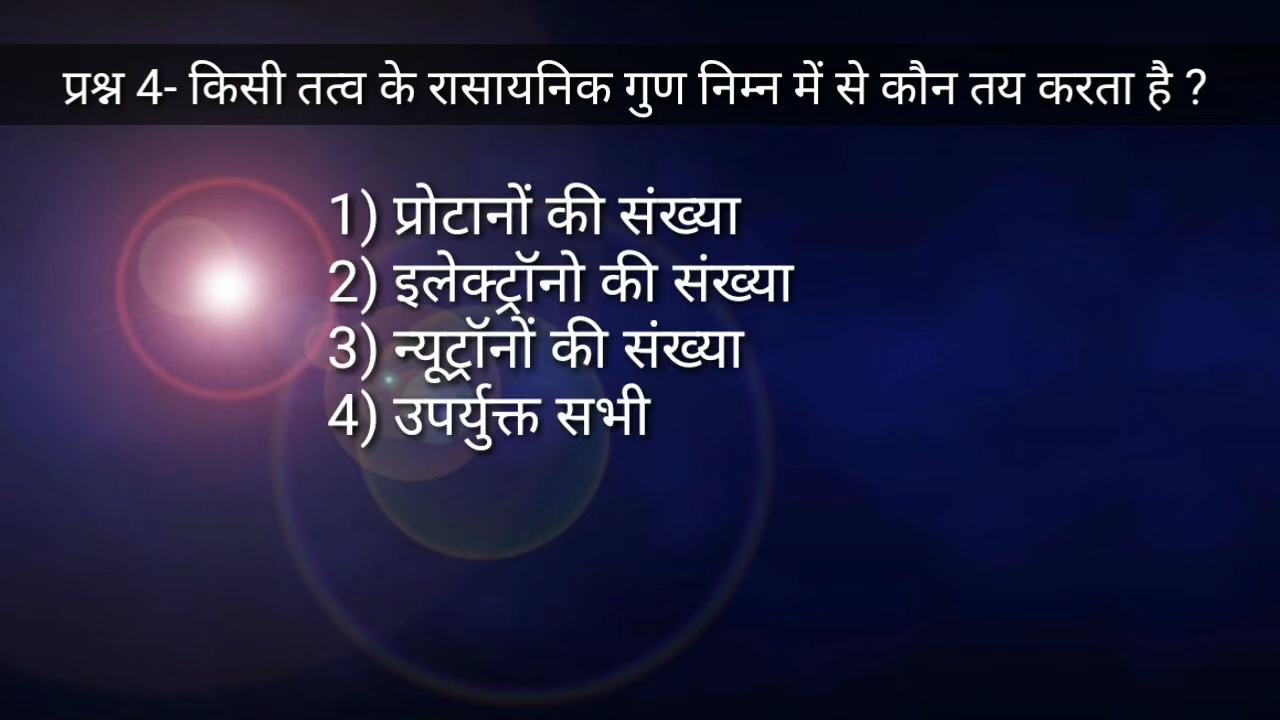 प्रश्न 4- किसी तत्व के रासायनिक गुण निम्न में से कौन तय करता है ?
1) प्रोटानों की संख्या
2) इलेक्ट्रॉनो की संख्या
3) न्यूट्रॉनों की संख्या
4) उपर्युक्त सभी